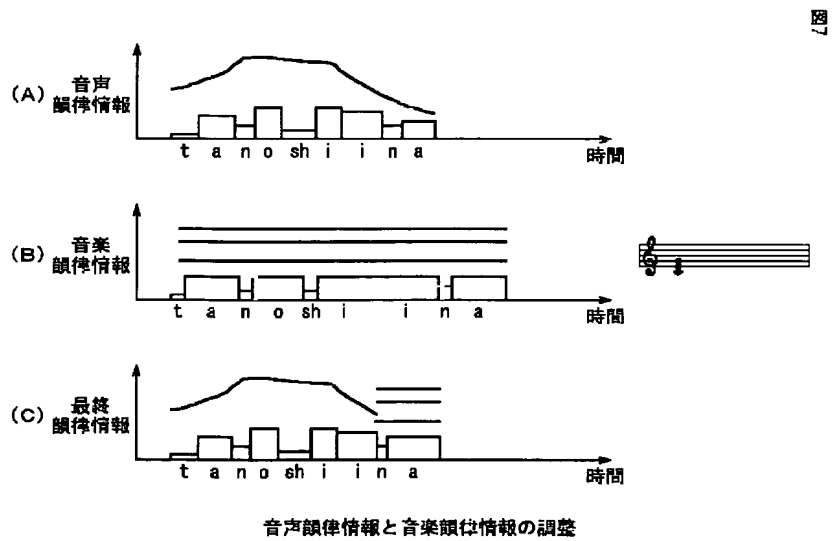 図7
(A) 音声
韻律情報
t a n o sh i i n a
時間
(B) 音楽
韻律情報
t a n o sh i i n a
時間
(C) 最終
韻律情報
t a n o sh i i n a
時間
音声韻律情報と音楽韻律情報の調整